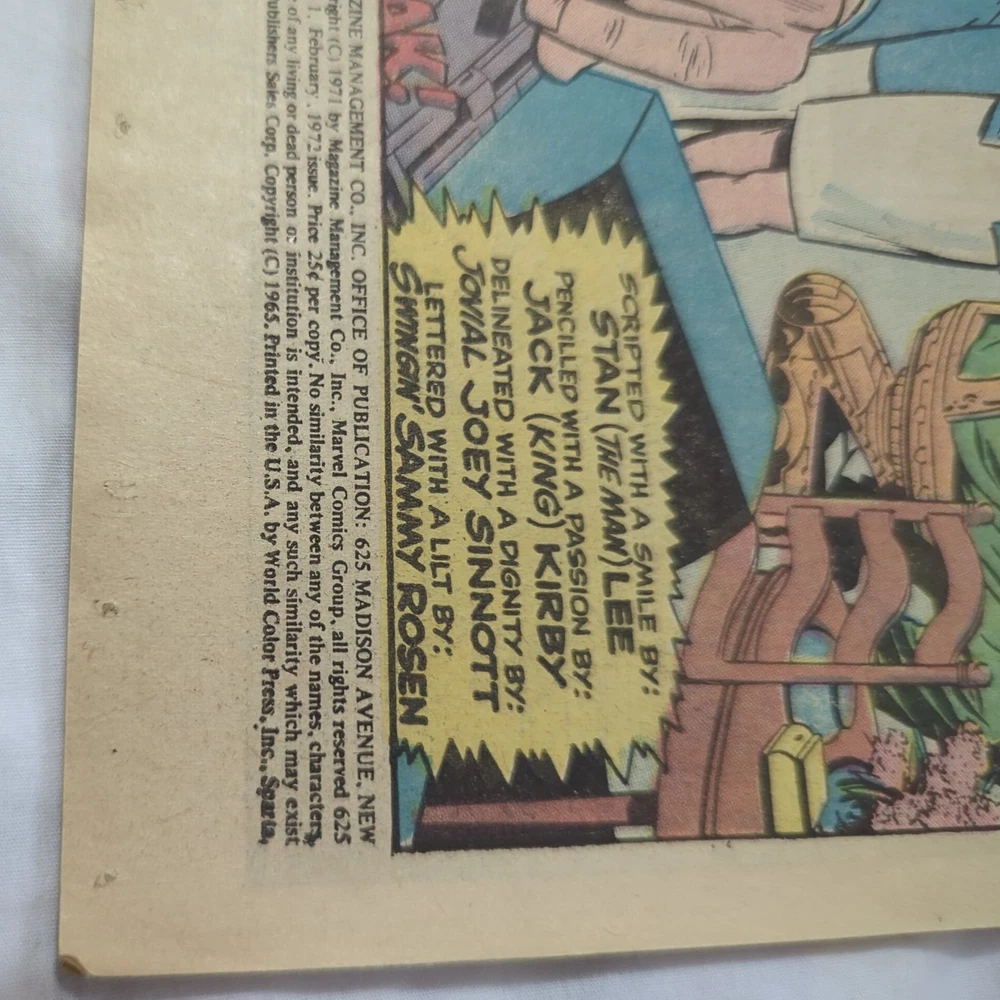 AK!
SCRIPTED WITH A SMILE BY:
STAN (THE MAN) LEE
PENCILLED WITH A PASSION BY:
JACK (KING) KIRBY
DELINEATED WITH A DIGNITY BY:
JOVIAL JOEY SINNOTT
LETTERED WITH A LILT BY:
SWINGIN' SAMMY ROSEN
ZINE MANAGEMENT CO., INC. OFFICE OF PUBLICATION: 625 MADISON AVENUE, NEW
right (C) 1971 by Magazine Management Co., Inc., Marvel Comics Group, all rights reserved 625
1. February, 1972 issue. Price 25¢ per copy. No similarity between any of the names, characters,
of any living or dead person or institution is intended, and any such similarity which may exist
ublishers Sales Corp. Copyright (C) 1965. Printed in the U.S.A. by World Color Press, Inc., Sparta,